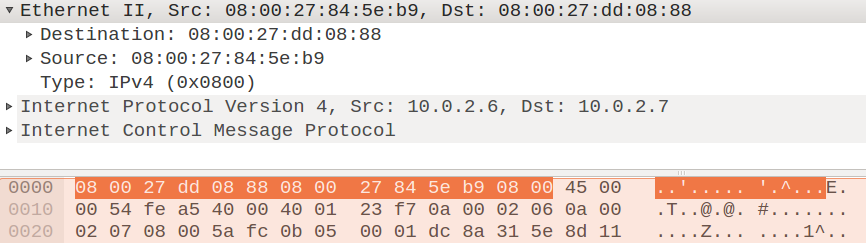 Ethernet II, Src: 08:00:27:84:5e:b9, Dst: 08:00:27:dd:08:88
Destination: 08:00:27:dd:08:88
Source: 08:00:27:84:5e:b9
Type: IPv4 (0x0800)
Internet Protocol Version 4, Src: 10.0.2.6, Dst: 10.0.2.7
Internet Control Message Protocol
0000 08 00 27 dd 08 88 08 00 27 84 5e b9 08 00 45 00 ..'..... '.^...E.
0010 00 54 fe a5 40 00 40 01 23 f7 0a 00 02 06 0a 00 .T..@.@. #.......
0020 02 07 08 00 5a fc 0b 05 00 01 dc 8a 31 5e 8d 11 ....Z... ....1^..